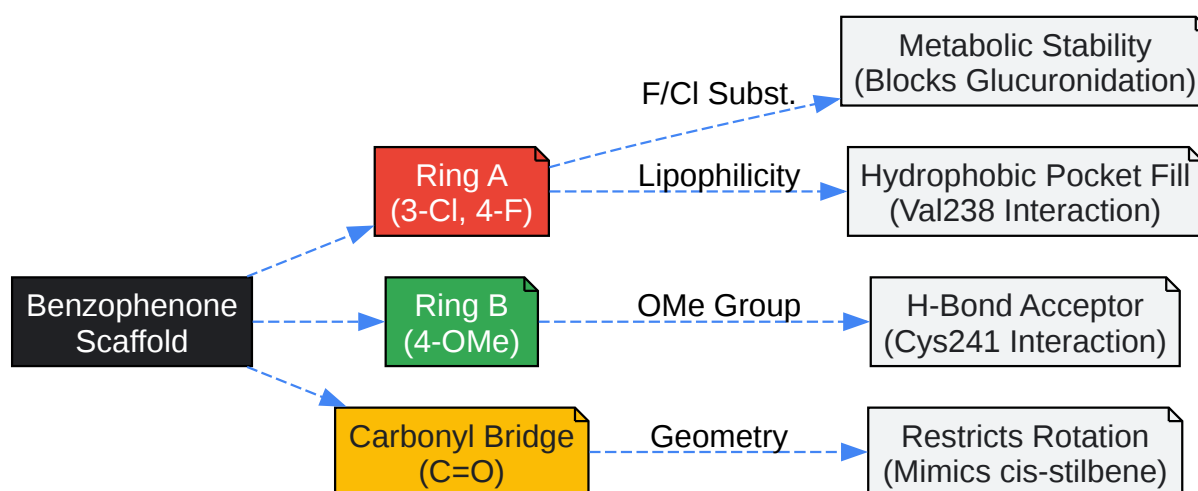 Metabolic Stability
(Blocks Glucuronidation)
F/Cl Subst.
Ring A
(3-Cl, 4-F)
Lipophilicity
Hydrophobic Pocket Fill
(Val238 Interaction)
Benzophenone
Scaffold
Ring B
(4-OMe)
OMe Group
H-Bond Acceptor
(Cys241 Interaction)
Carbonyl Bridge
(C=O)
Geometry
Restricts Rotation
(Mimics cis-stilbene)